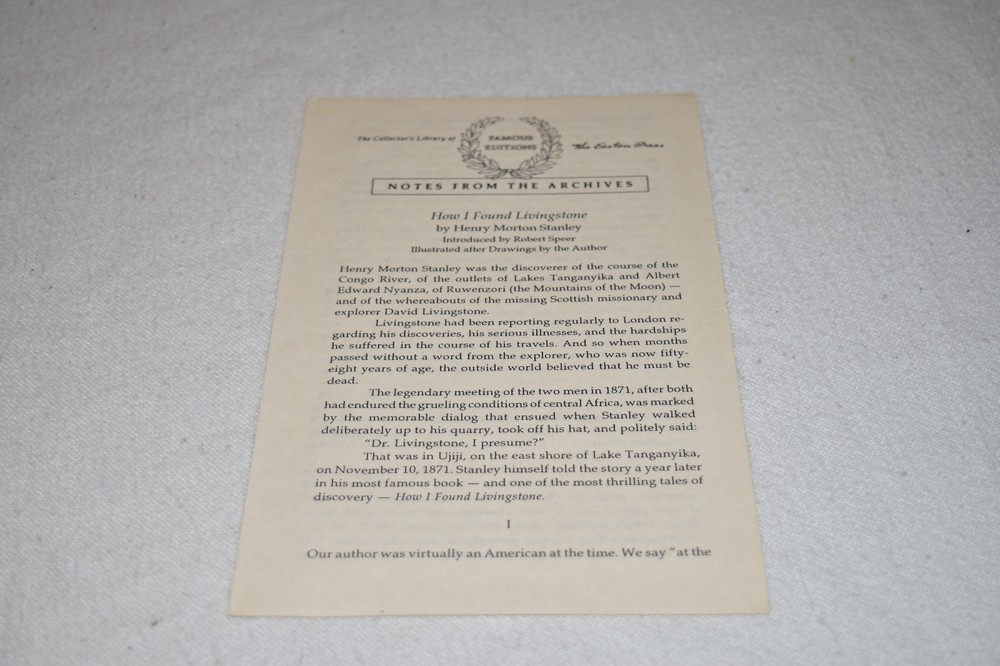 The Collector's Library of
FAMOUS
EDITIONS
The Easton Press
NOTES FROM THE ARCHIVES
How I Found Livingstone
by Henry Morton Stanley
Introduced by Robert Speer
Illustrated after Drawings by the Author
Henry Morton Stanley was the discoverer of the course of the
Congo River, of the outlets of Lakes Tanganyika and Albert
Edward Nyanza, of Ruwenzori (the Mountains of the Moon) —
and of the whereabouts of the missing Scottish missionary and
explorer David Livingstone.
Livingstone had been reporting regularly to London re-
garding his discoveries, his serious illnesses, and the hardships
he suffered in the course of his travels. And so when months
passed without a word from the explorer, who was now fifty-
eight years of age, the outside world believed that he must be
dead.
The legendary meeting of the two men in 1871, after both
had endured the grueling conditions of central Africa, was marked
by the memorable dialog that ensued when Stanley walked
deliberately up to his quarry, took off his hat, and politely said:
"Dr. Livingstone, I presume?"
That was in Ujiji, on the east shore of Lake Tanganyika,
on November 10, 1871. Stanley himself told the story a year later
in his most famous book — and one of the most thrilling tales of
discovery — How I Found Livingstone.
I
Our author was virtually an American at the time. We say "at the